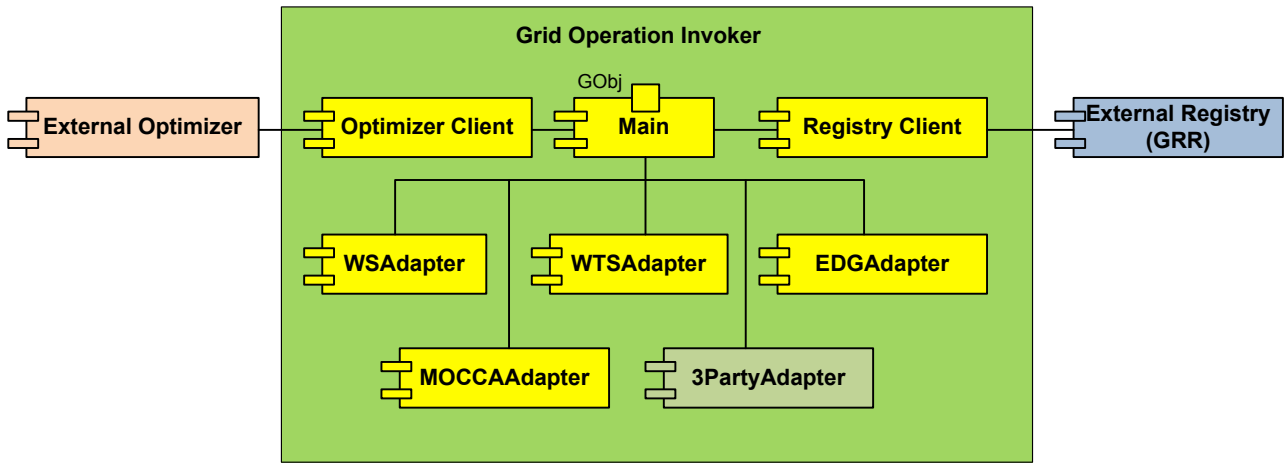 Grid Operation Invoker
GObj
External Optimizer
Optimizer Client
Main
Registry Client
External Registry
(GRR)
WSAdapter
WTSAdapter
EDGAdapter
MOCCAAdapter
3PartyAdapter